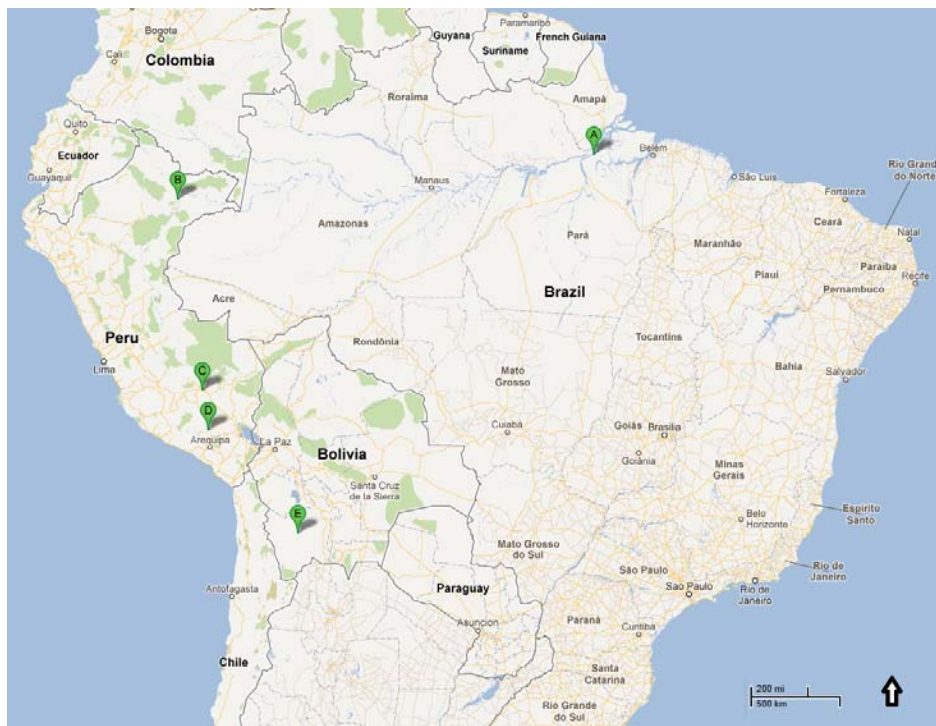 Paramaribo
Bogota
Guyana
French Guiana
Suriname
Cali
Colombia
Roraima
Amapá
Quito
A
Ecuador
Belém
Guayaquil
B
Manaus
São Luis
Rio Grande
do Norte
Fortaleza
Amazonas
Ceará
Pará
Natal
Maranhão
Paraíba
Piauí
Recife
Brazil
Pernambuco
Acre
Peru
Rondônia
Tocantins
Lima
Bahia
C
Mato
Grosso
Salvador
D
Cuiabá
Goiás
Brasilia
Arequipa
La Paz
Bolivia
Goiânia
Minas
Gerais
Santa Cruz
de la Sierra
Espirito
Santo
E
Belo
Horizonte
Mato Grosso
do Sul
Rio de
Janeiro
São Paulo
Antofagasta
Paraguay
Sao Paulo
Rio de
Janeiro
Paraná
Asuncion
Curitiba
Chile
Santa
Catarina
200 mi
500 km
Rio Grande
do Sul